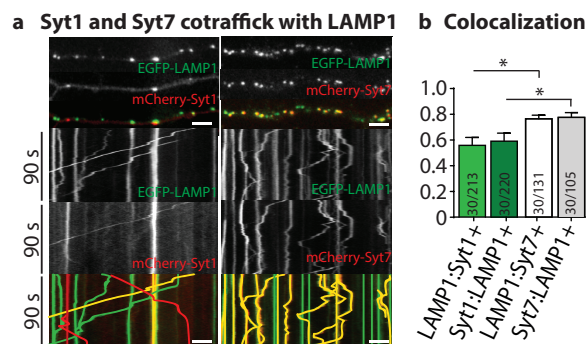 a Syt1 and Syt7 cotraffick with LAMP1
EGFP-LAMP1
EGFP-LAMP1
mCherry-Syt1
mCherry-Syt7
90 s
EGFP-LAMP1
EGFP-LAMP1
90 s
mCherry-Syt1
mCherry-Syt7
90 s
b Colocalization
*
*
1.0
0.8
0.6
0.4
0.2
0
30/213
30/220
30/131
30/105
LAMP1:Syt1+
Syt1:LAMP1+
LAMP1:Syt7+
Syt7:LAMP1+